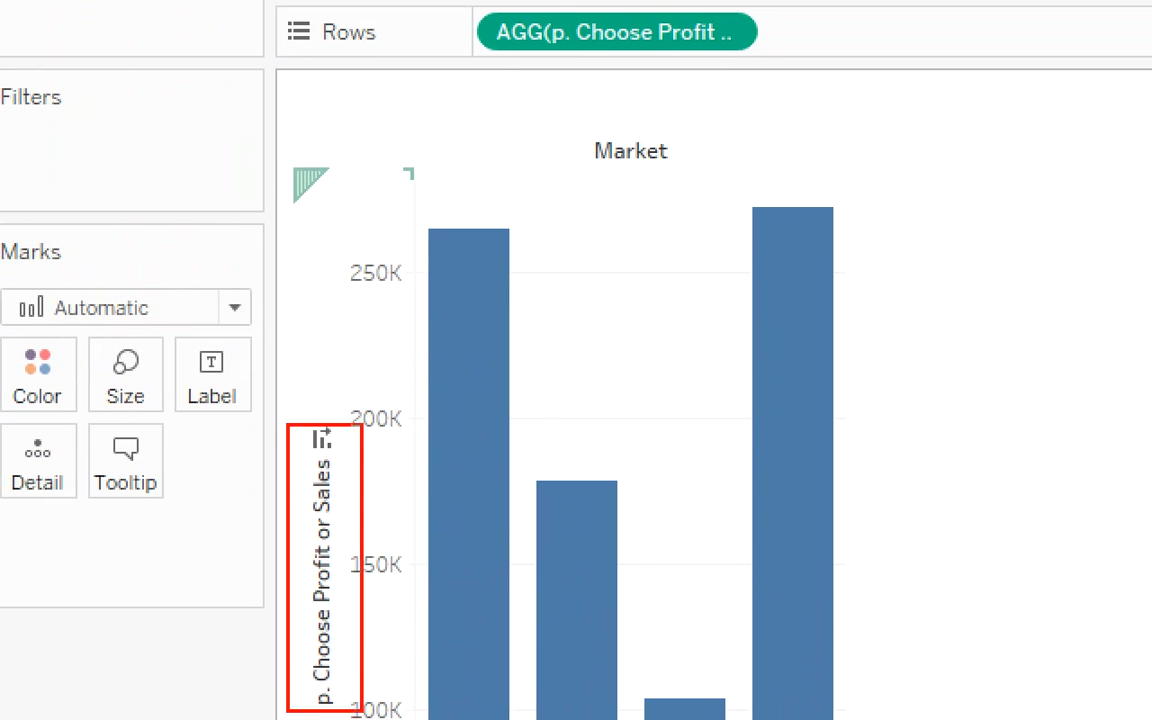 Rows
AGG(p. Choose Profit ..
Filters
Market
Marks
Automatic
Color
Size
T
Label
Detail
Tooltip
250K
200K
150K
100K
p. Choose Profit or Sales